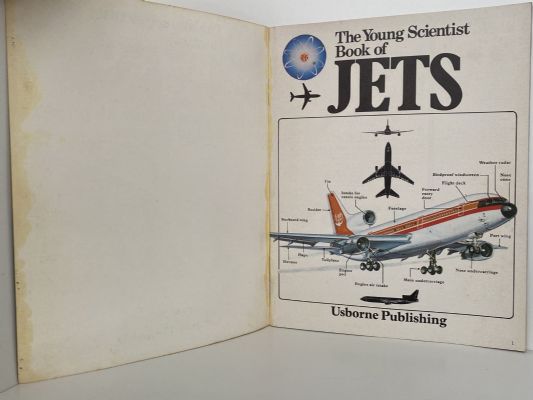 The Young Scientist
Book of
JETS
Weather radar
Birdproof windscreen
Nose cone
Flight deck
Forward entry door
Fin
Intake for centre engine
Rudder
Fuselage
Starboard wing
Port wing
Flaps
Tailplane
Engine pod
Engine air intake
Main undercarriage
Nose undercarriage
Usborne Publishing
1